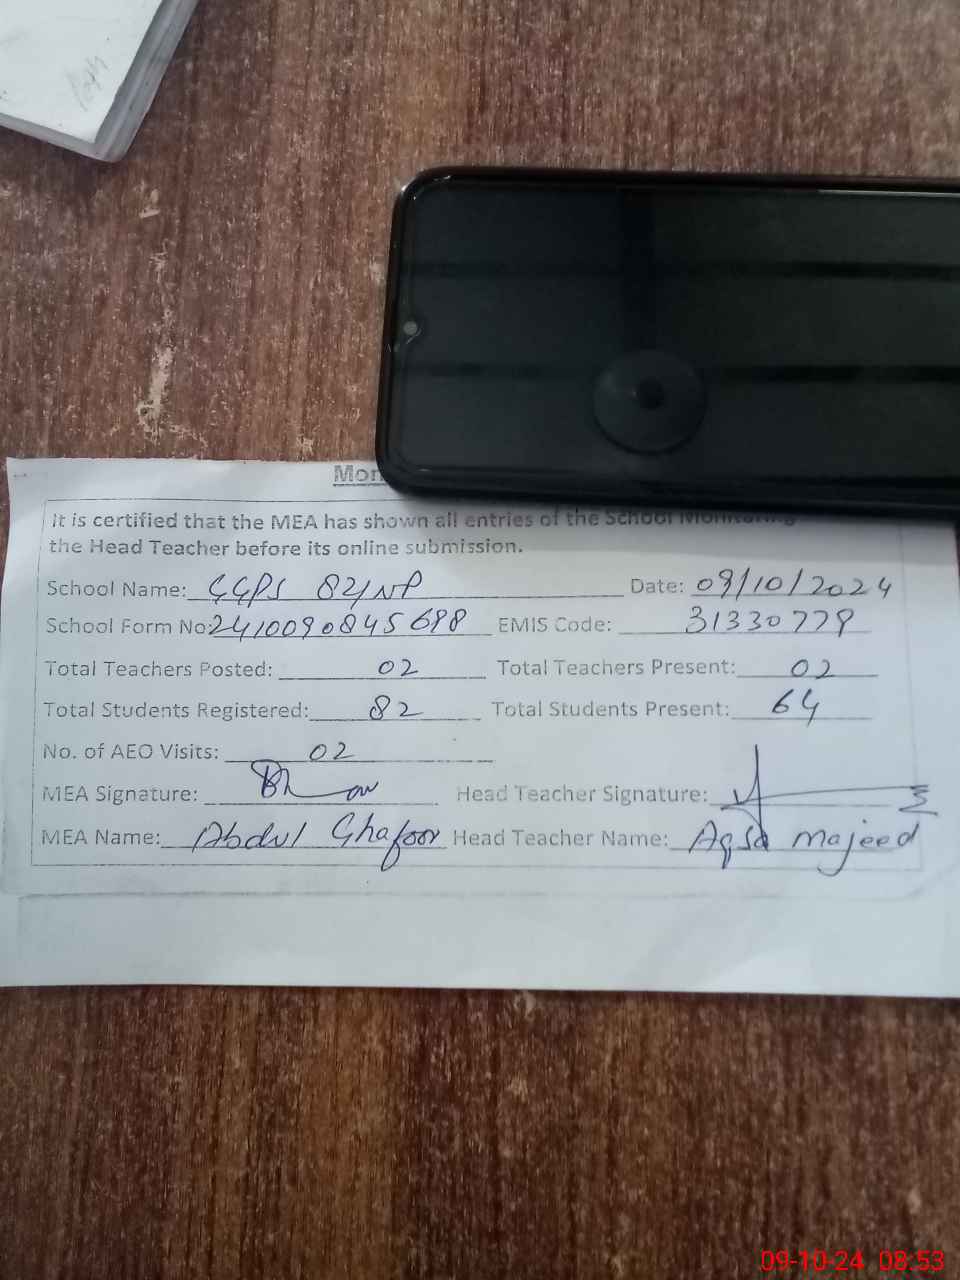 It is certified that the MEA has shown all entries of the School Monitoring
the Head Teacher before its online submission.
School Name: GGPS 82/NP Date: 09/10/2024
School Form No: 2410090845698 EMIS Code: 31330779
Total Teachers Posted: 02 Total Teachers Present: 02
Total Students Registered: 82 Total Students Present: 64
No. of AEO Visits: 02
MEA Signature: Head Teacher Signature:
MEA Name: Abdul Ghafoor Head Teacher Name: Aqsa Majeed
09-10-24 08:53